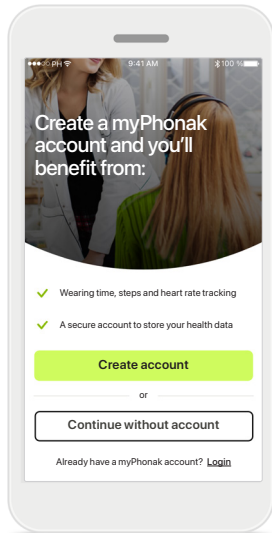 ●●●○○ PH 9:41 AM 100 %
Create a myPhonak
account and you'll
benefit from:
Wearing time, steps and heart rate tracking
A secure account to store your health data
Create account
or
Continue without account
Already have a myPhonak account? Login